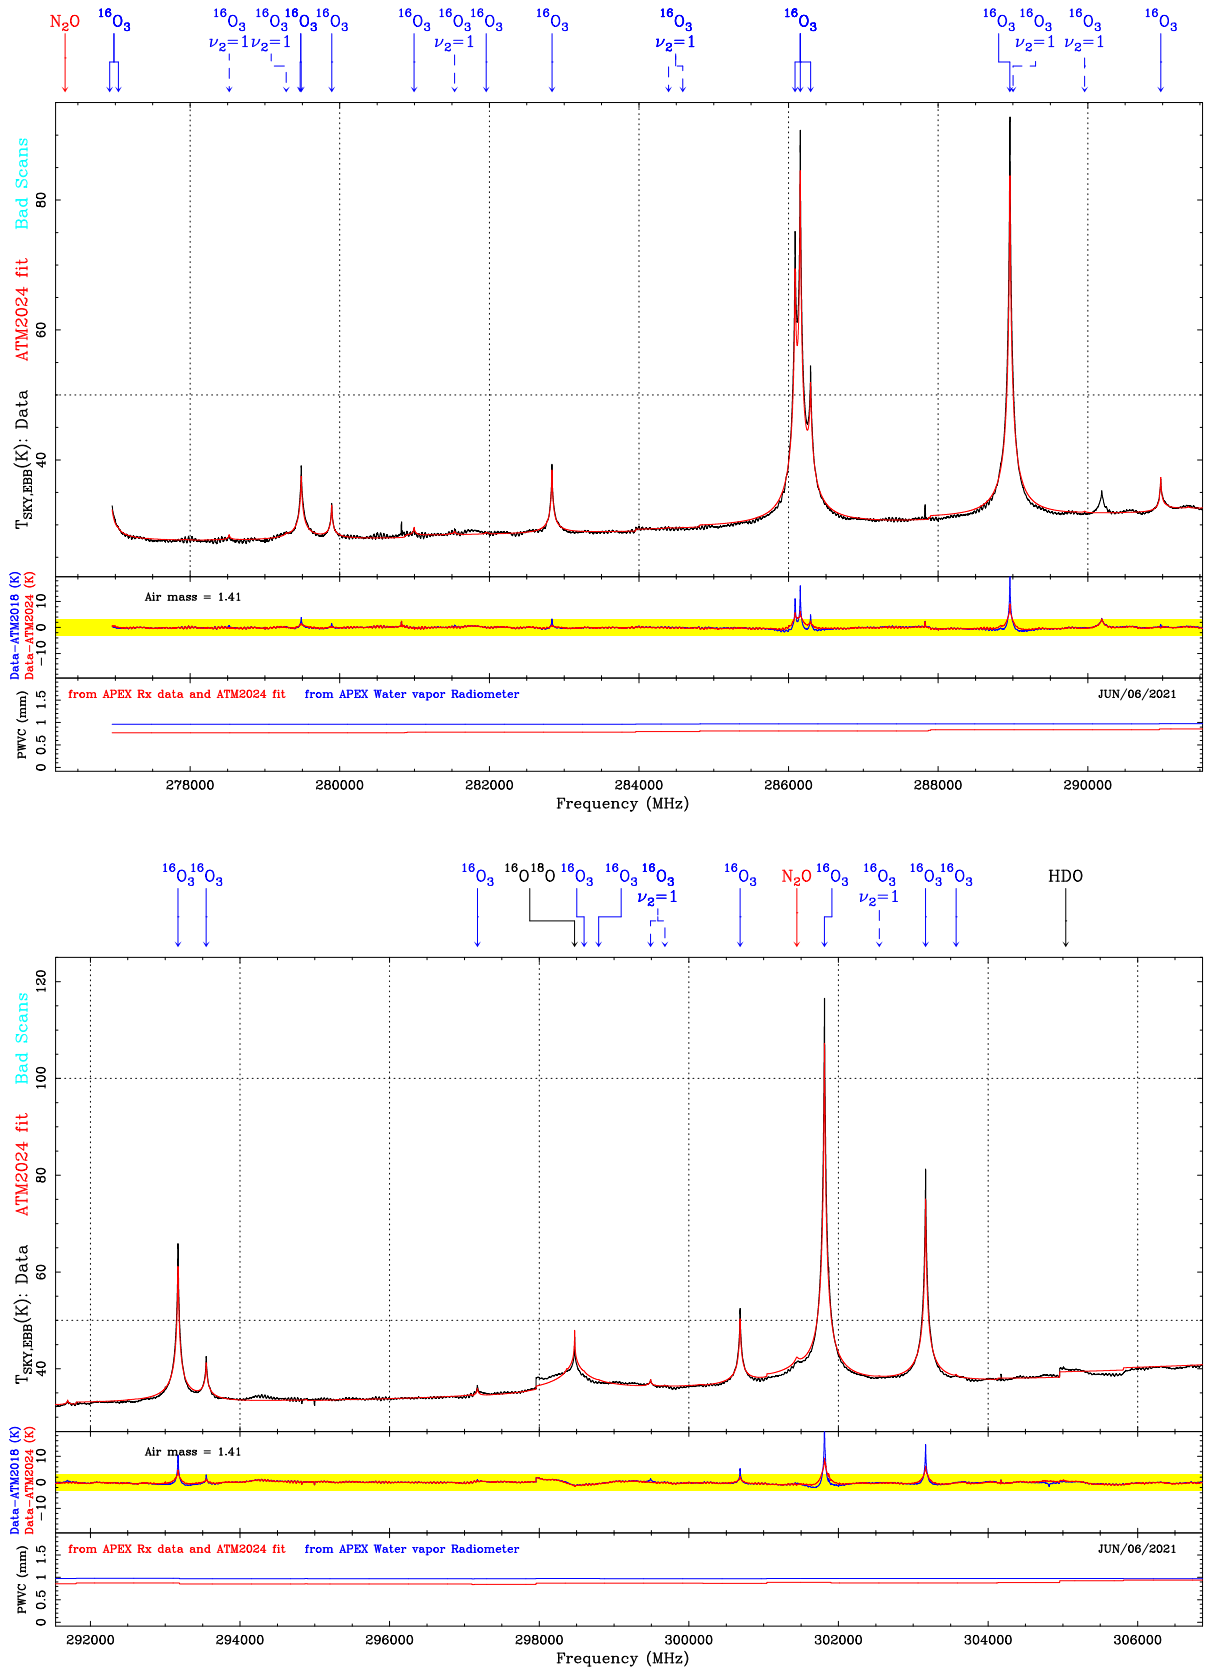 N₂O ¹⁶O₃ ¹⁶O₃ ¹⁶O₃ ¹⁶O₃ ¹⁶O₃ ¹⁶O₃ ¹⁶O₃ ¹⁶O₃ ¹⁶O₃ ¹⁶O₃ ¹⁶O₃ ¹⁶O₃ ¹⁶O₃ ¹⁶O₃ ¹⁶O₃
ν₂=1 ν₂=1 ν₂=1 ν₂=1 ν₂=1 ν₂=1
T_SKY,EBB(K): Data ATM2024 fit Bad Scans
80
60
40
Data-ATM2018 (K)
Data-ATM2024 (K)
10
0
-10
Air mass = 1.41
PWVC (mm)
1.5
1
0.5
0
from APEX Rx data and ATM2024 fit from APEX Water vapor Radiometer JUN/06/2021
278000 280000 282000 284000 286000 288000 290000
Frequency (MHz)
¹⁶O₃ ¹⁶O₃ ¹⁶O₃ ¹⁶O¹⁸O ¹⁶O₃ ¹⁶O₃ ¹⁶O₃ ¹⁶O₃ N₂O ¹⁶O₃ ¹⁶O₃ ¹⁶O₃ ¹⁶O₃ HDO
ν₂=1 ν₂=1
T_SKY,EBB(K): Data ATM2024 fit Bad Scans
120
100
80
60
40
Data-ATM2018 (K)
Data-ATM2024 (K)
10
0
-10
Air mass = 1.41
PWVC (mm)
1.5
1
0.5
0
from APEX Rx data and ATM2024 fit from APEX Water vapor Radiometer JUN/06/2021
292000 294000 296000 298000 300000 302000 304000 306000
Frequency (MHz)